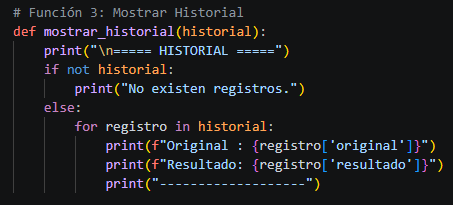 # Función 3: Mostrar Historial
def mostrar_historial(historial):
    print("\n===== HISTORIAL =====")
    if not historial:
        print("No existen registros.")
    else:
        for registro in historial:
            print(f"Original : {registro['original']}")
            print(f"Resultado: {registro['resultado']}")
            print("-------------------")